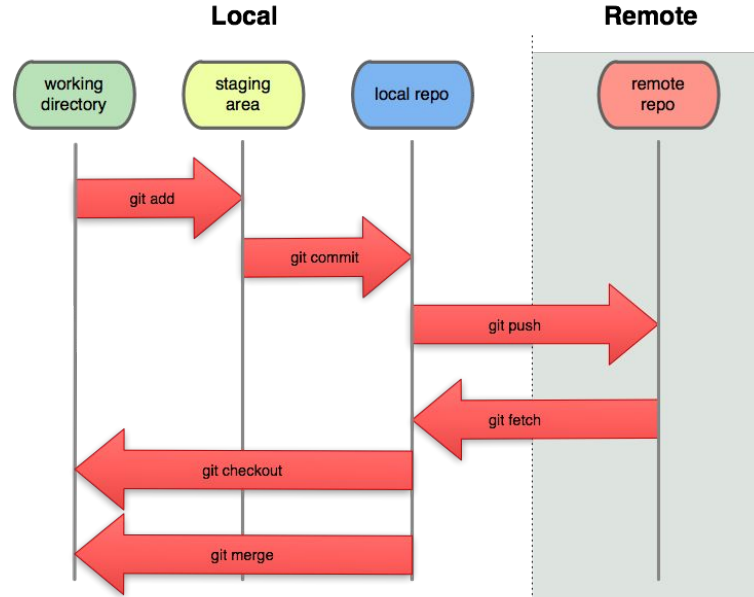 Local
Remote
working
directory
staging
area
local repo
remote
repo
git add
git commit
git push
git fetch
git checkout
git merge